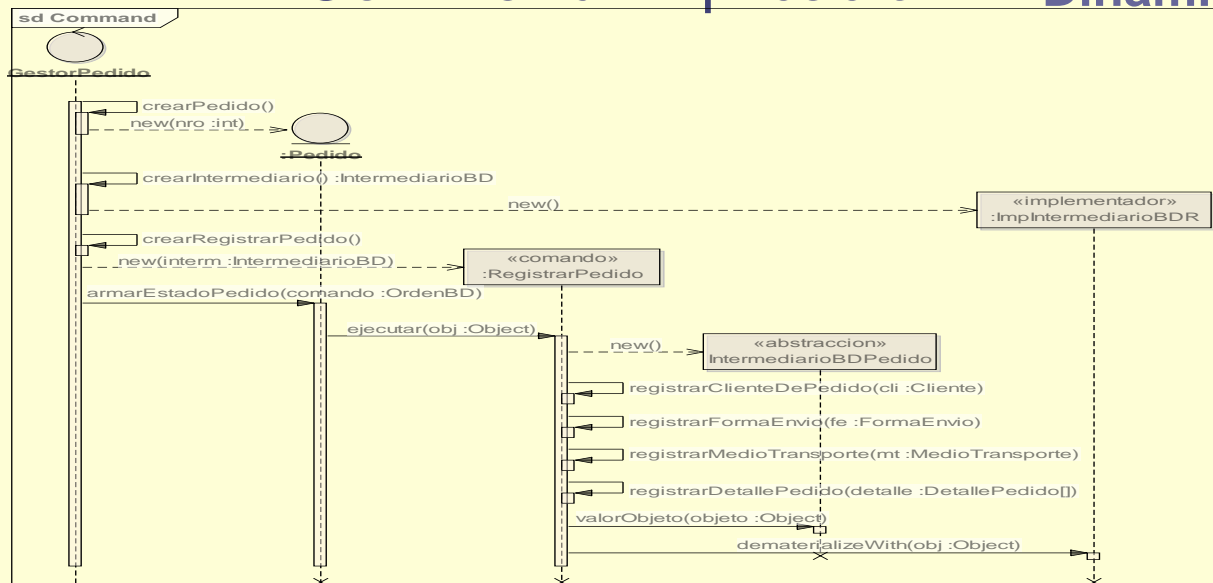 sd Command
GestorPedido
crearPedido()
new(nro :int)
:Pedido
crearIntermediario() :IntermediarioBD
new()
«implementador»
:ImpIntermediarioBDR
crearRegistrarPedido()
new(interm :IntermediarioBD)
«comando»
:RegistrarPedido
armarEstadoPedido(comando :OrdenBD)
ejecutar(obj :Object)
new()
«abstraccion»
IntermediarioBDPedido
registrarClienteDePedido(cli :Cliente)
registrarFormaEnvio(fe :FormaEnvio)
registrarMedioTransporte(mt :MedioTransporte)
registrarDetallePedido(detalle :DetallePedido[])
valorObjeto(objeto :Object)
dematerializeWith(obj :Object)